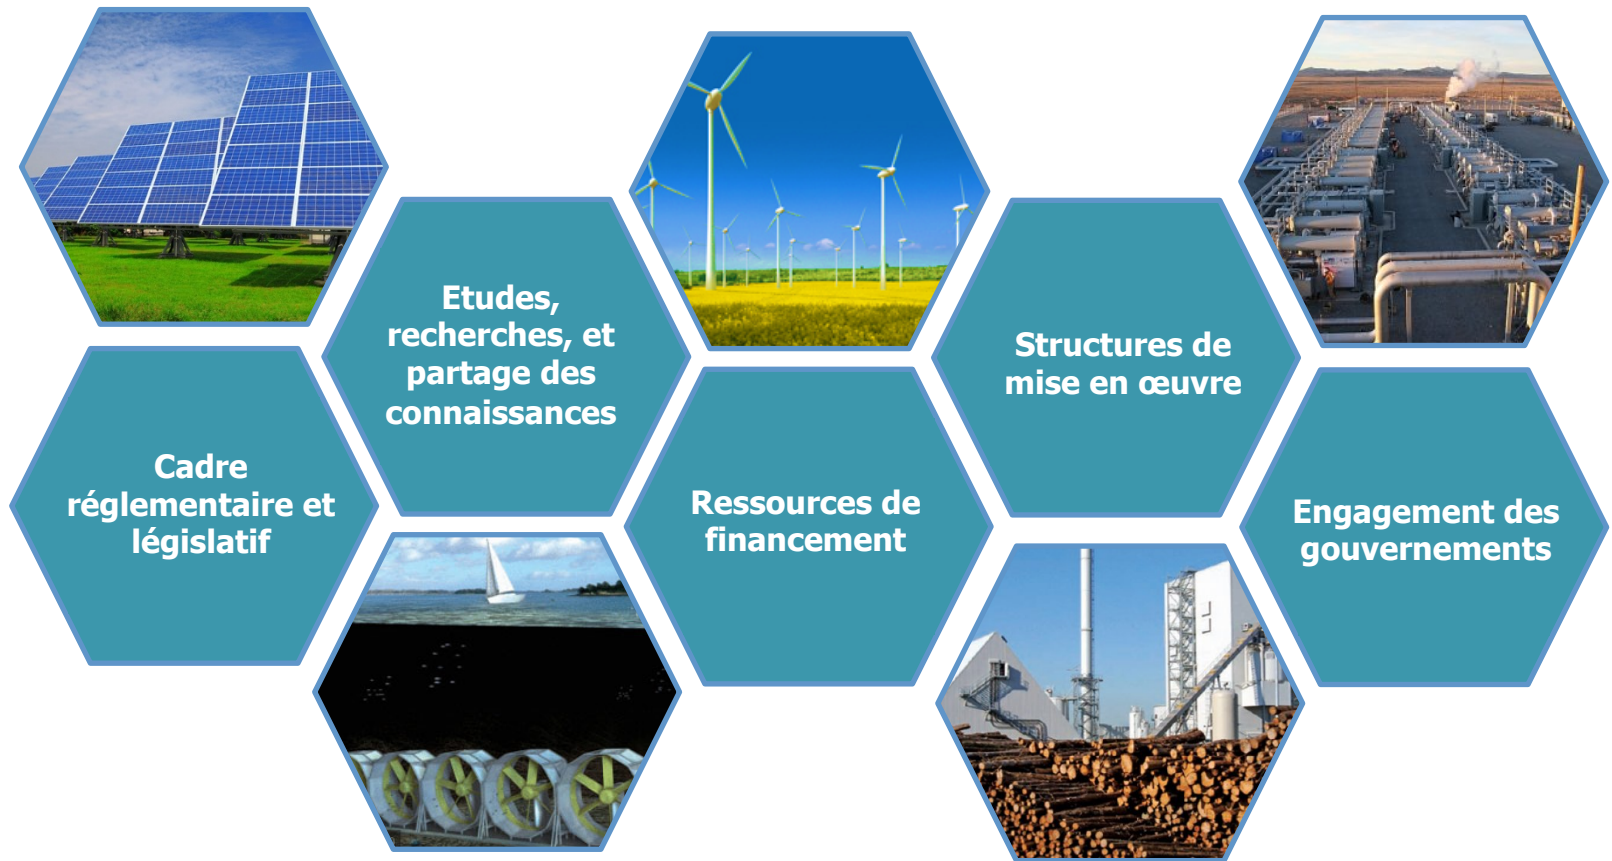 Cadre
réglementaire et
législatif
Etudes,
recherches, et
partage des
connaissances
Ressources de
financement
Structures de
mise en œuvre
Engagement des
gouvernements